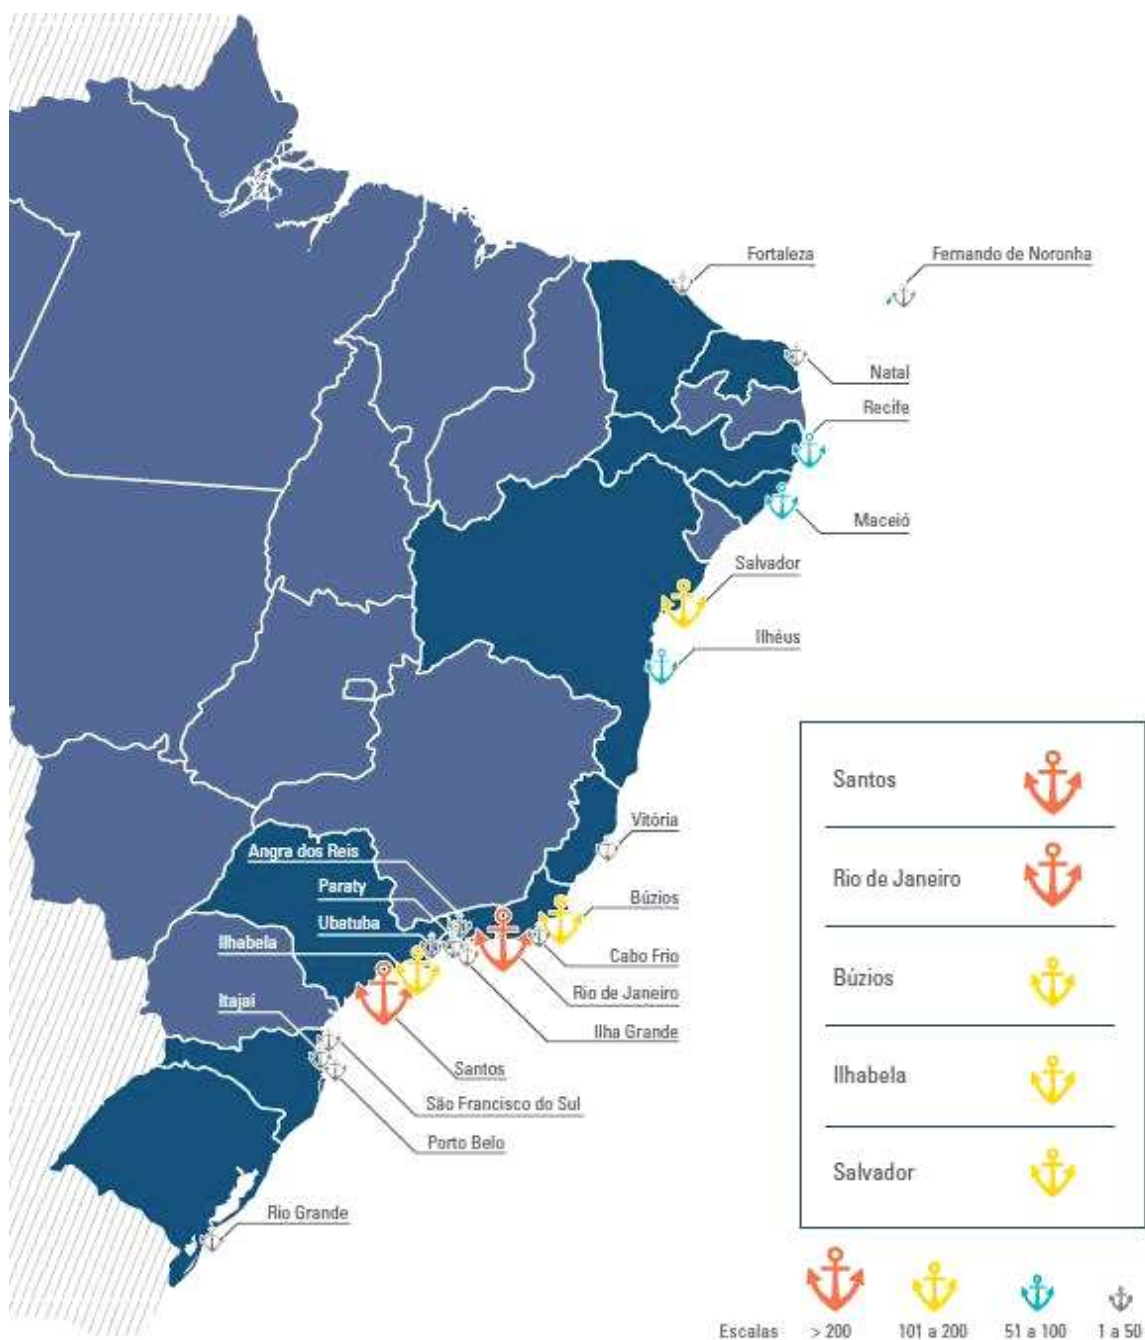 Fortaleza
Fernando de Noronha
Natal
Recife
Maceió
Salvador
Ilhéus
Santos
Rio de Janeiro
Búzios
Ilhabela
Salvador
Vitória
Angra dos Reis
Paraty
Ubatuba
Ilhabela
Itajaí
Búzios
Cabo Frio
Rio de Janeiro
Ilha Grande
Santos
São Francisco do Sul
Porto Belo
Rio Grande
Escalas > 200 101 a 200 51 a 100 1 a 50